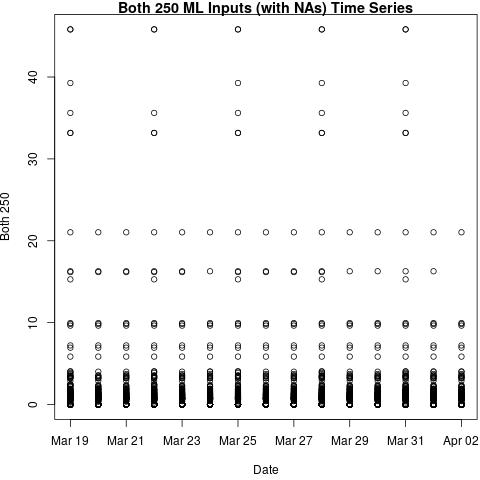 Both 250 ML Inputs (with NAs) Time Series
40
30
20
10
0
Both 250
Mar 19 Mar 21 Mar 23 Mar 25 Mar 27 Mar 29 Mar 31 Apr 02
Date